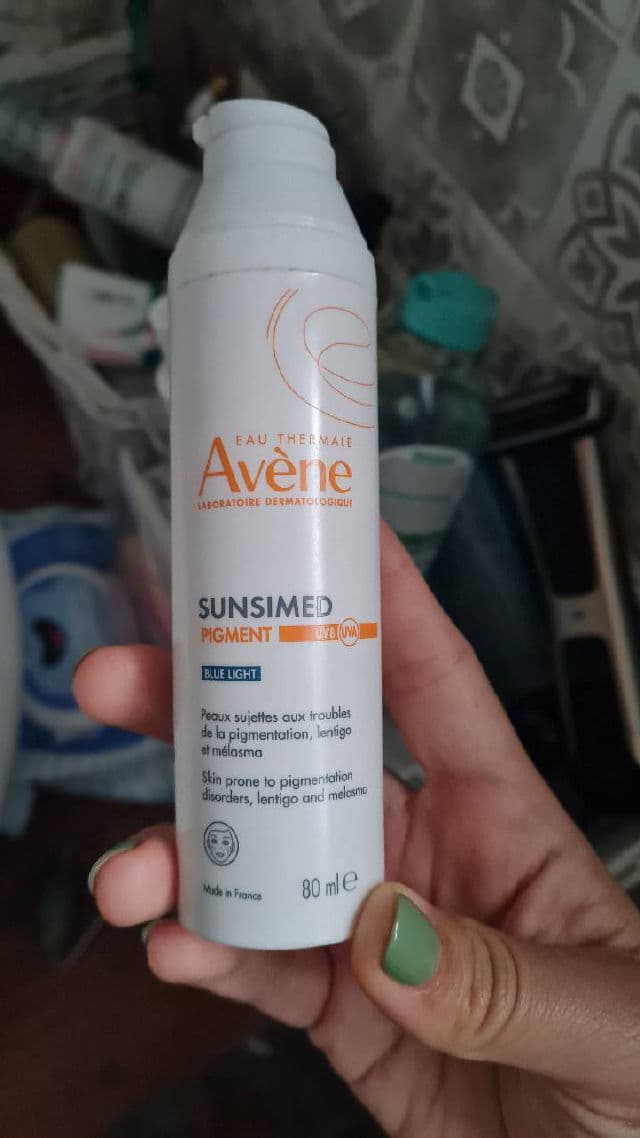 EAU THERMALE
Avène
LABORATOIRE DERMATOLOGIQUE
SUNSIMED
PIGMENT UVB UVA
BLUE LIGHT
Peaux sujettes aux troubles
de la pigmentation, lentigo
et mélasma
Skin prone to pigmentation
disorders, lentigo and melasma
Made in France 80 ml e